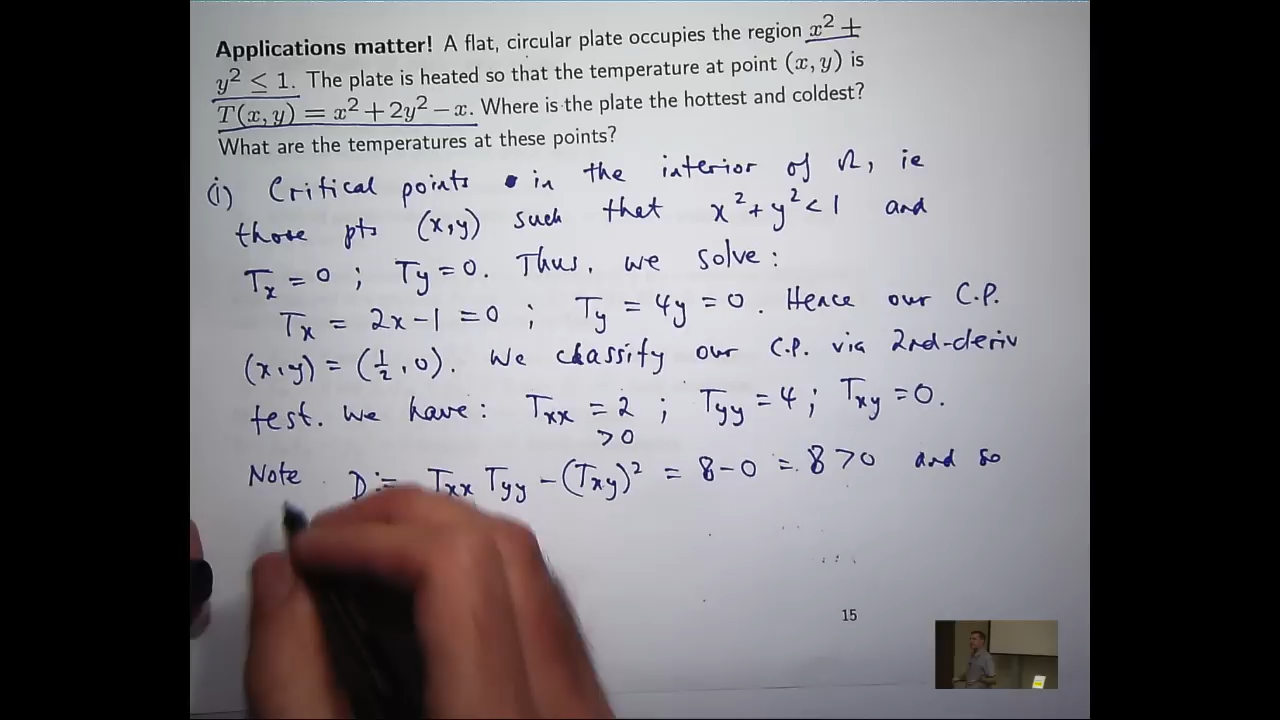 Applications matter! A flat, circular plate occupies the region x² +
y² ≤ 1. The plate is heated so that the temperature at point (x, y) is
T(x, y) = x² + 2y² − x. Where is the plate the hottest and coldest?
What are the temperatures at these points?
(i) Critical points in the interior of Ω, ie
those pts (x,y) such that x² + y² < 1 and
Tx = 0 ; Ty = 0. Thus, we solve :
Tx = 2x − 1 = 0 ; Ty = 4y = 0. Hence our C.P.
(x,y) = (1/2, 0). We classify our C.P. via 2nd-deriv
test. We have : Txx = 2 ; Tyy = 4 ; Txy = 0.
> 0
Note D := Txx Tyy − (Txy)² = 8 − 0 = 8 > 0 and so
15